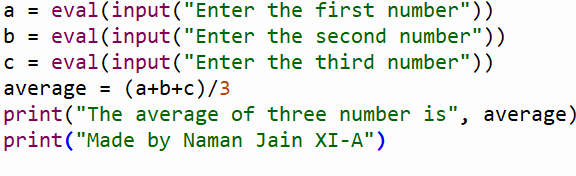 a = eval(input("Enter the first number"))
b = eval(input("Enter the second number"))
c = eval(input("Enter the third number"))
average = (a+b+c)/3
print("The average of three number is", average)
print("Made by Naman Jain XI-A")